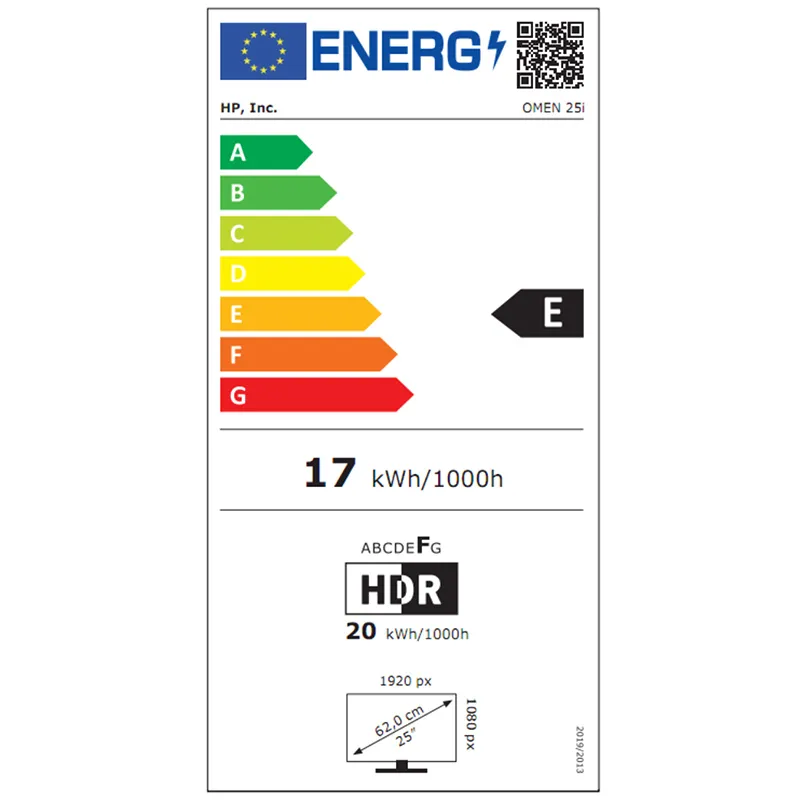 ENERG
HP, Inc. OMEN 25i
A
B
C
D
E
E
F
G
17 kWh/1000h
ABCDEFG
HDR
20 kWh/1000h
1920 px
62,0 cm
25"
1080 px
2019/2013